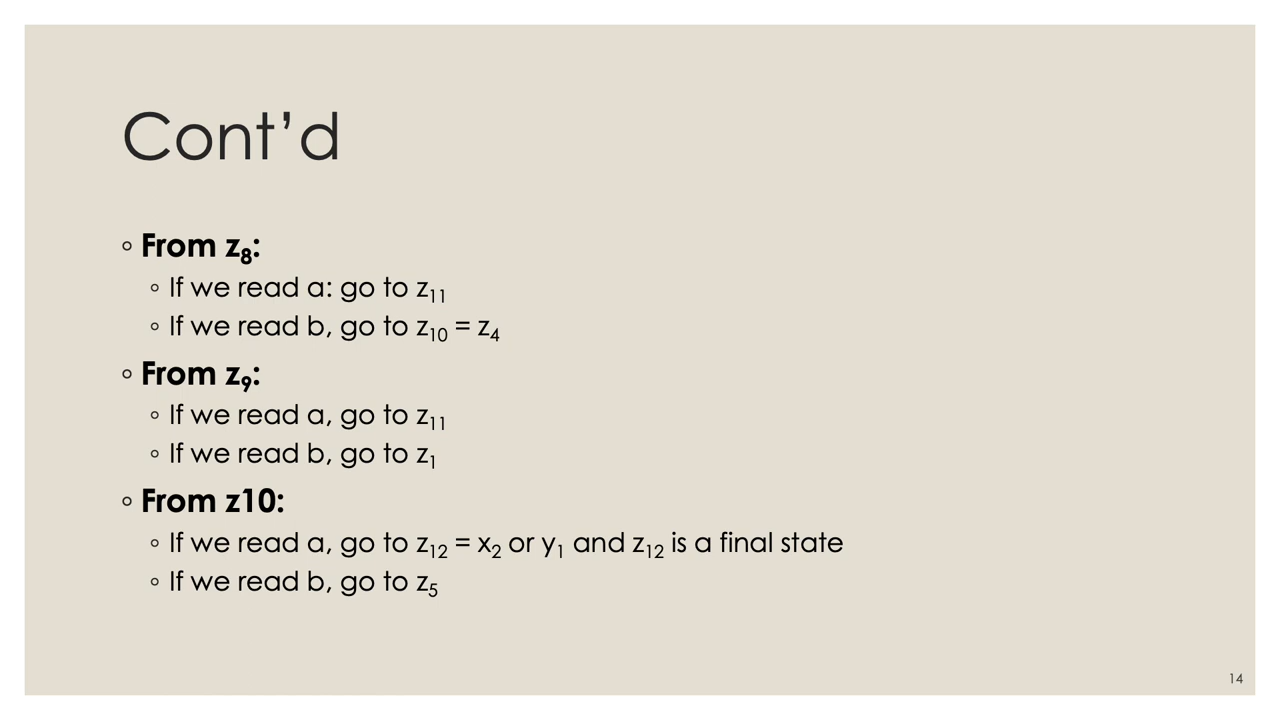 Cont’d
◦ From z₈:
◦ If we read a: go to z₁₁
◦ If we read b, go to z₁₀ = z₄
◦ From z₉:
◦ If we read a, go to z₁₁
◦ If we read b, go to z₁
◦ From z10:
◦ If we read a, go to z₁₂ = x₂ or y₁ and z₁₂ is a final state
◦ If we read b, go to z₅
14